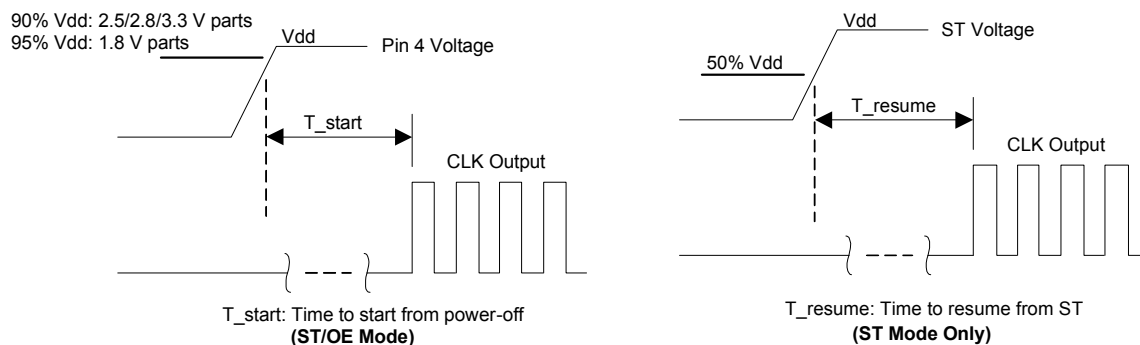 90% Vdd: 2.5/2.8/3.3 V parts
95% Vdd: 1.8 V parts
Vdd
Pin 4 Voltage
T_start
CLK Output
T_start: Time to start from power-off
(ST/OE Mode)
Vdd
ST Voltage
50% Vdd
T_resume
CLK Output
T_resume: Time to resume from ST
(ST Mode Only)